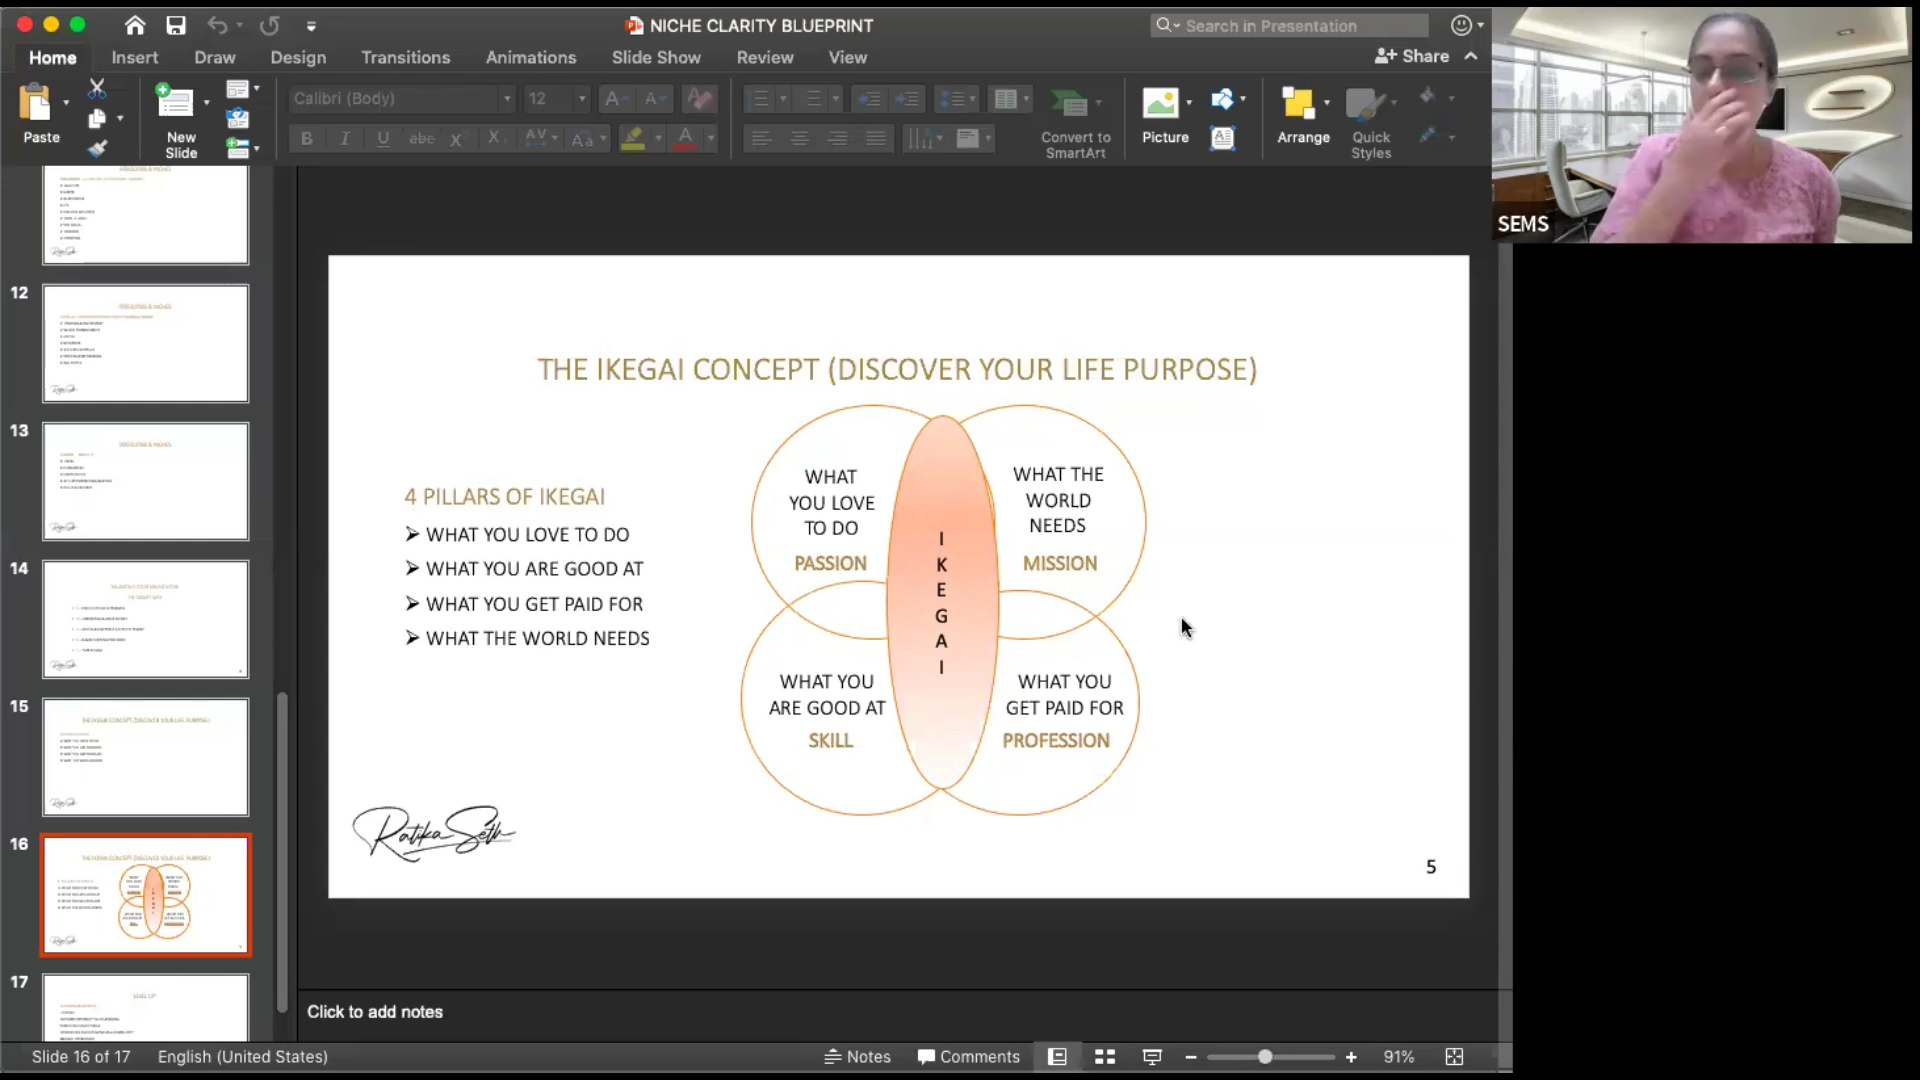 NICHE CLARITY BLUEPRINT
Search in Presentation
Home Insert Draw Design Transitions Animations Slide Show Review View
Share
Paste
New
Slide
Calibri (Body) 12
Convert to
SmartArt
Picture
Arrange
Quick
Styles
SEMS
12
13
14
15
16
17
THE IKEGAI CONCEPT (DISCOVER YOUR LIFE PURPOSE)
4 PILLARS OF IKEGAI
➢ WHAT YOU LOVE TO DO
➢ WHAT YOU ARE GOOD AT
➢ WHAT YOU GET PAID FOR
➢ WHAT THE WORLD NEEDS
WHAT
YOU LOVE
TO DO
PASSION
WHAT THE
WORLD
NEEDS
MISSION
I
K
E
G
A
I
WHAT YOU
ARE GOOD AT
SKILL
WHAT YOU
GET PAID FOR
PROFESSION
Ratika Seth
5
Click to add notes
Slide 16 of 17 English (United States)
Notes Comments 91%